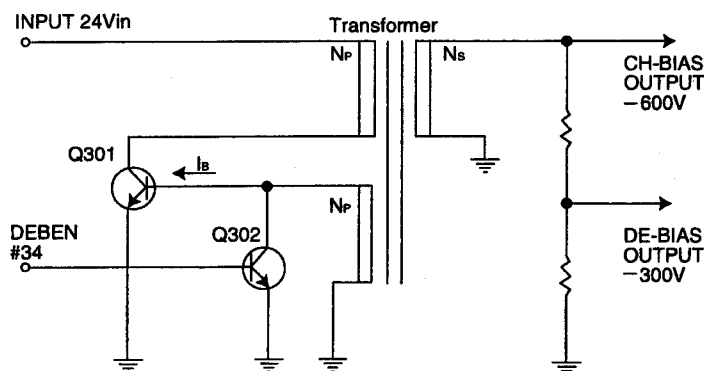 INPUT 24Vin
Transformer
NP
NS
CH-BIAS
OUTPUT
−600V
Q301
IB
NP
DEBEN
#34
Q302
DE-BIAS
OUTPUT
−300V